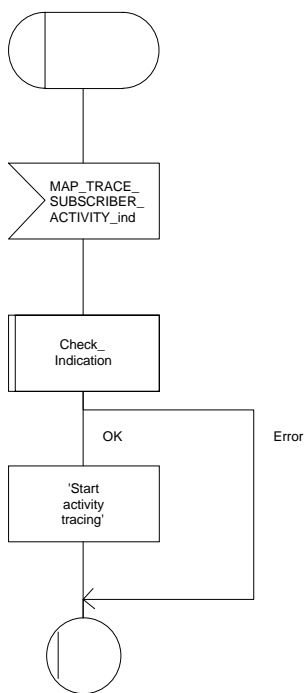 MAP_TRACE_
SUBSCRIBER_
ACTIVITY_ind
Check_
Indication
OK
Error
'Start
activity
tracing'